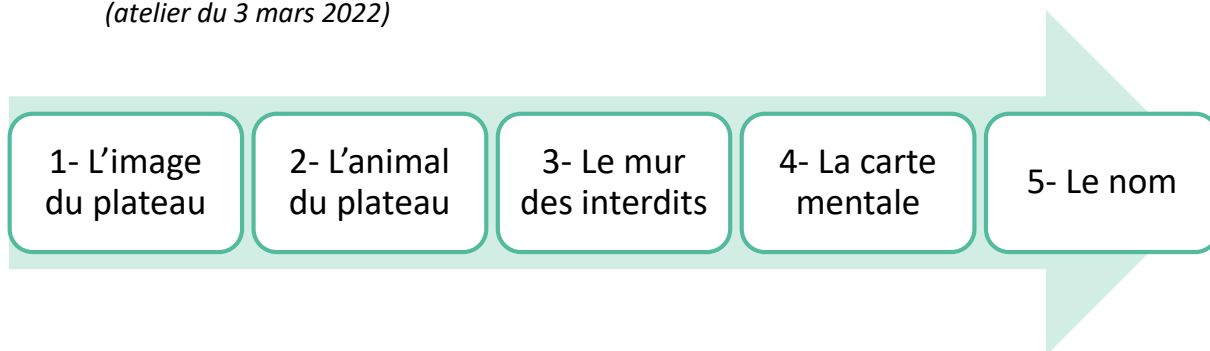 (atelier du 3 mars 2022)
1- L’image
du plateau
2- L’animal
du plateau
3- Le mur
des interdits
4- La carte
mentale
5- Le nom